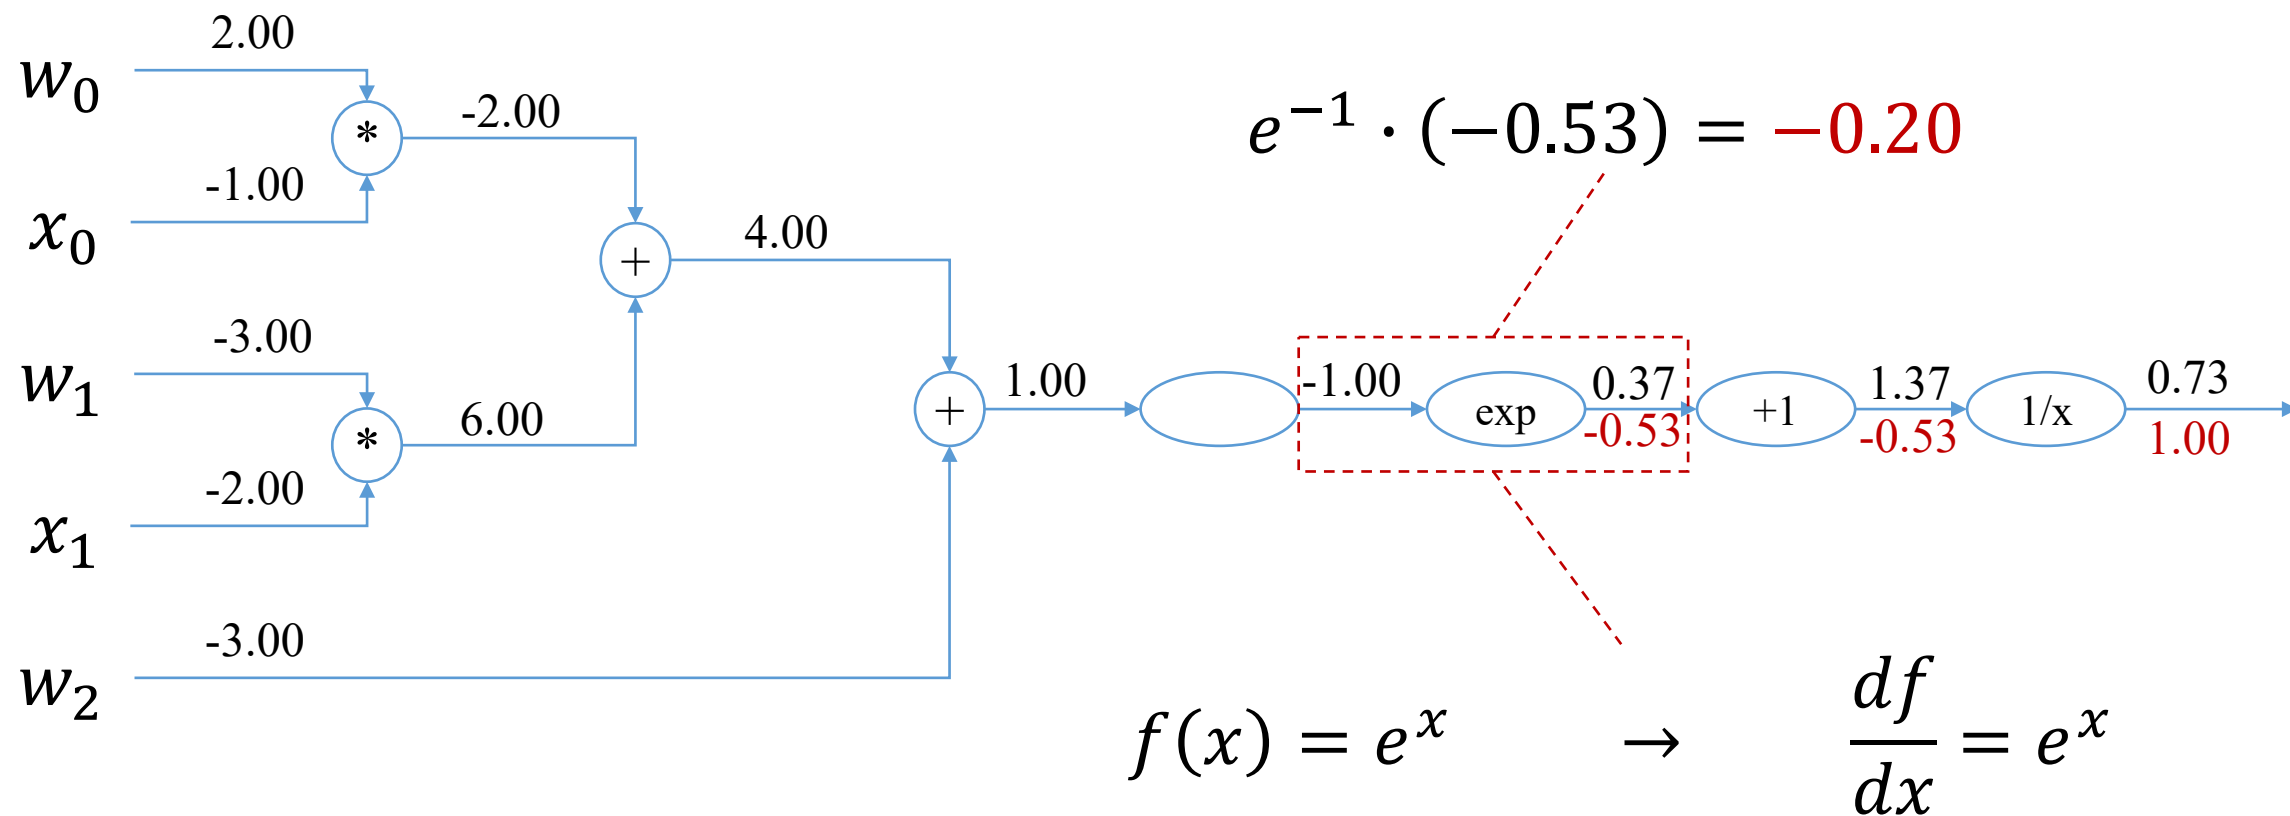 2.00
w₀
-1.00
x₀
*
-2.00
-3.00
w₁
-2.00
x₁
*
6.00
+
4.00
-3.00
w₂
+
1.00
-1.00
exp
0.37
-0.53
+1
1.37
-0.53
1/x
0.73
1.00
e⁻¹ · (−0.53) = −0.20
f(x) = eˣ → df/dx = eˣ